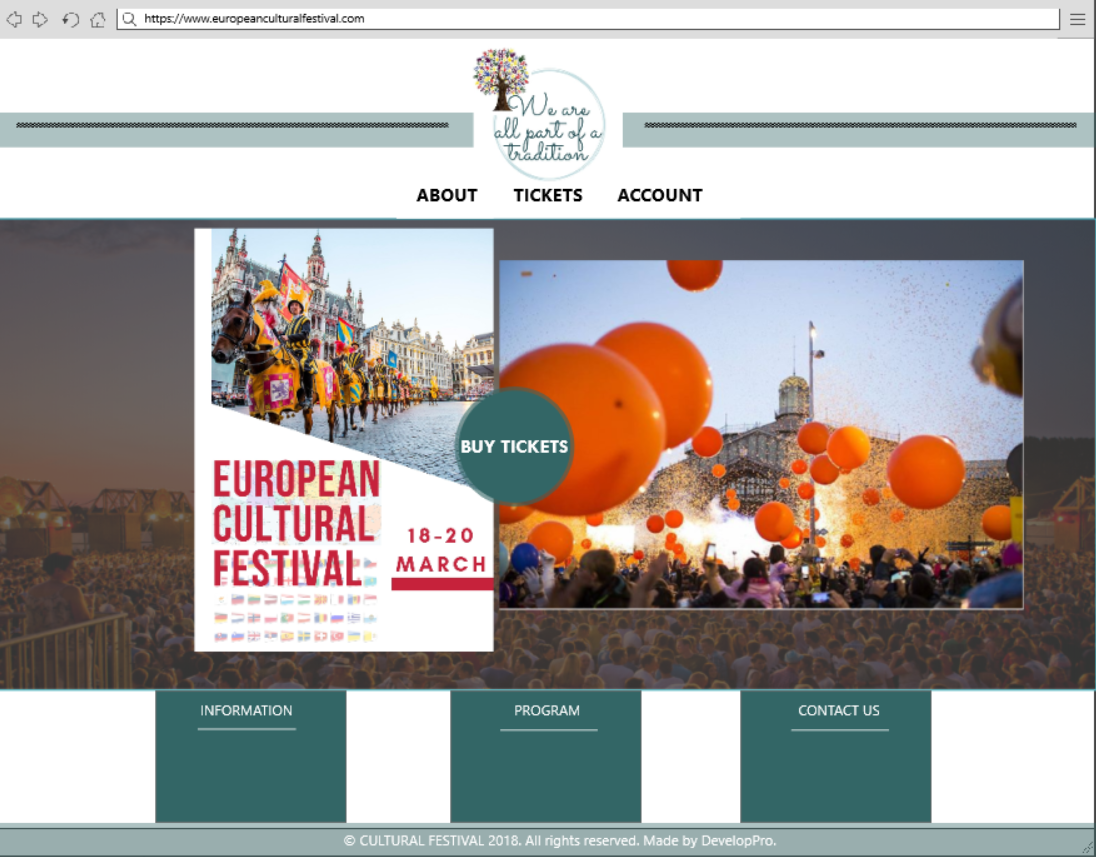 https://www.europeanculturalfestival.com
We are
all part of a
tradition
ABOUT TICKETS ACCOUNT
EUROPEAN
CULTURAL
FESTIVAL
18-20
MARCH
BUY TICKETS
INFORMATION PROGRAM CONTACT US
© CULTURAL FESTIVAL 2018. All rights reserved. Made by DevelopPro.